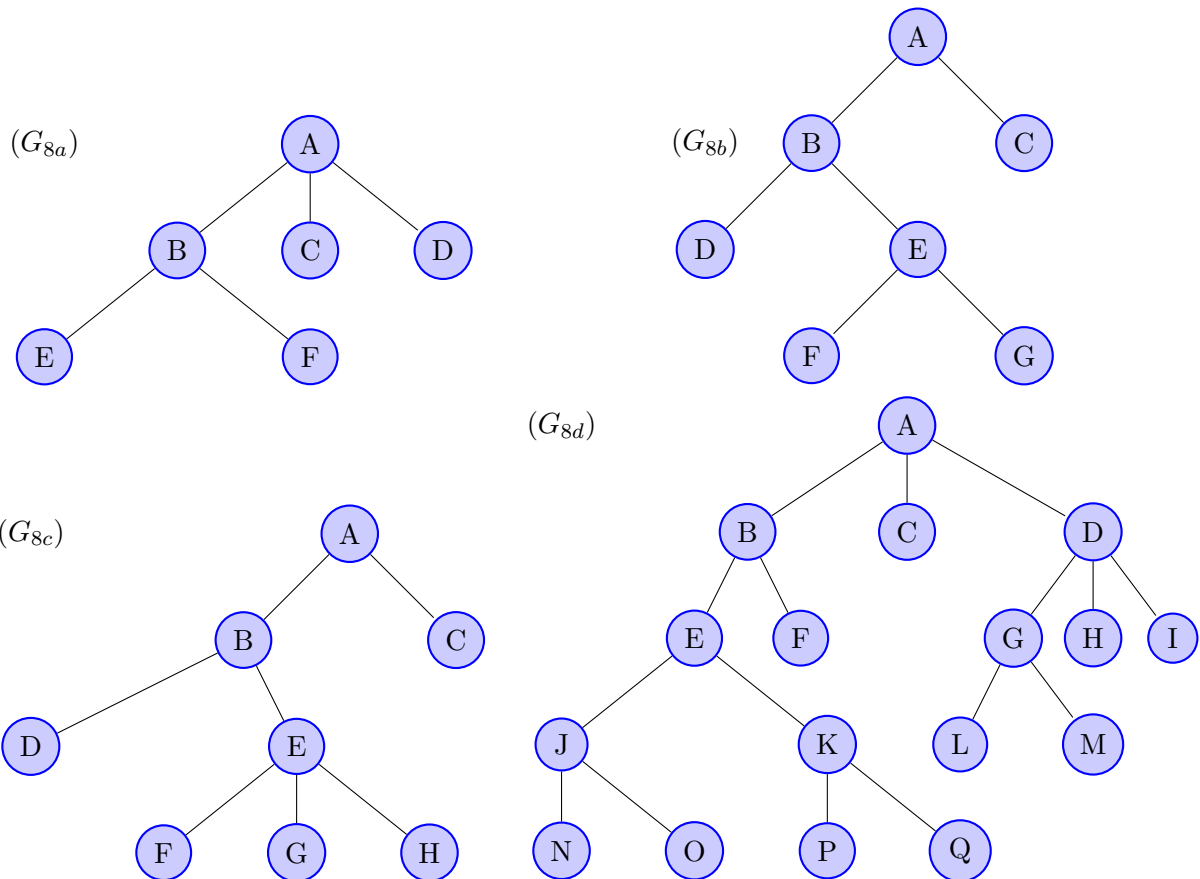 (G8a)
A
B C D
E F
(G8b)
A
B C
D E
F G
(G8c)
A
B C
D E
F G H
(G8d)
A
B C D
E F G H I
J K L M
N O P Q